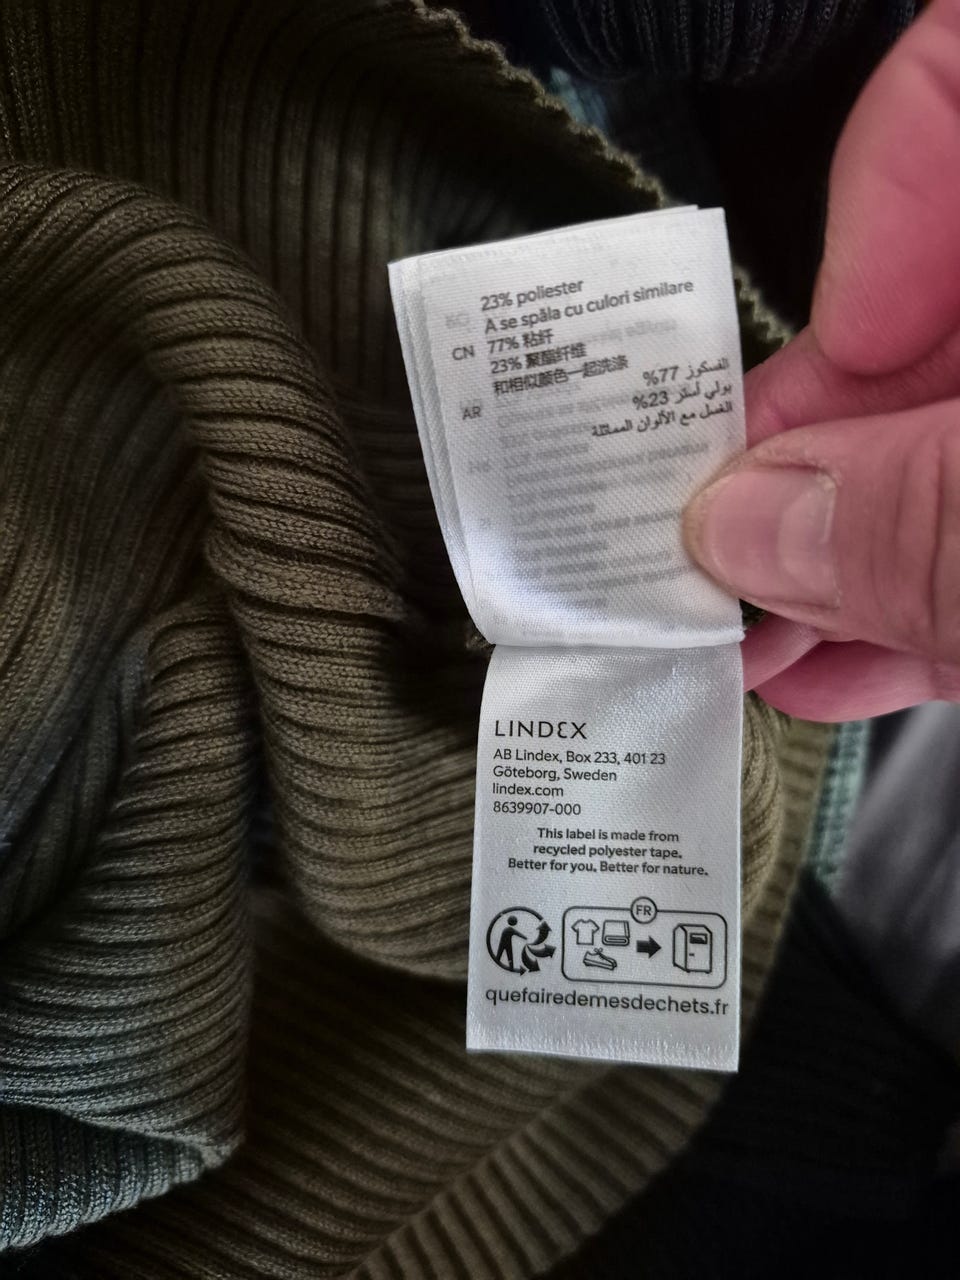 23% poliester
A se spăla cu culori similare
CN 77% 粘纤
23% 聚酯纤维
和相似颜色一起洗涤
AR الفسكوز 77%
بولي أستر 23%
الغسل مع الألوان المماثلة
LINDEX
AB Lindex, Box 233, 401 23
Göteborg, Sweden
lindex.com
8639907-000
This label is made from
recycled polyester tape.
Better for you. Better for nature.
FR
quefairedemesdechets.fr